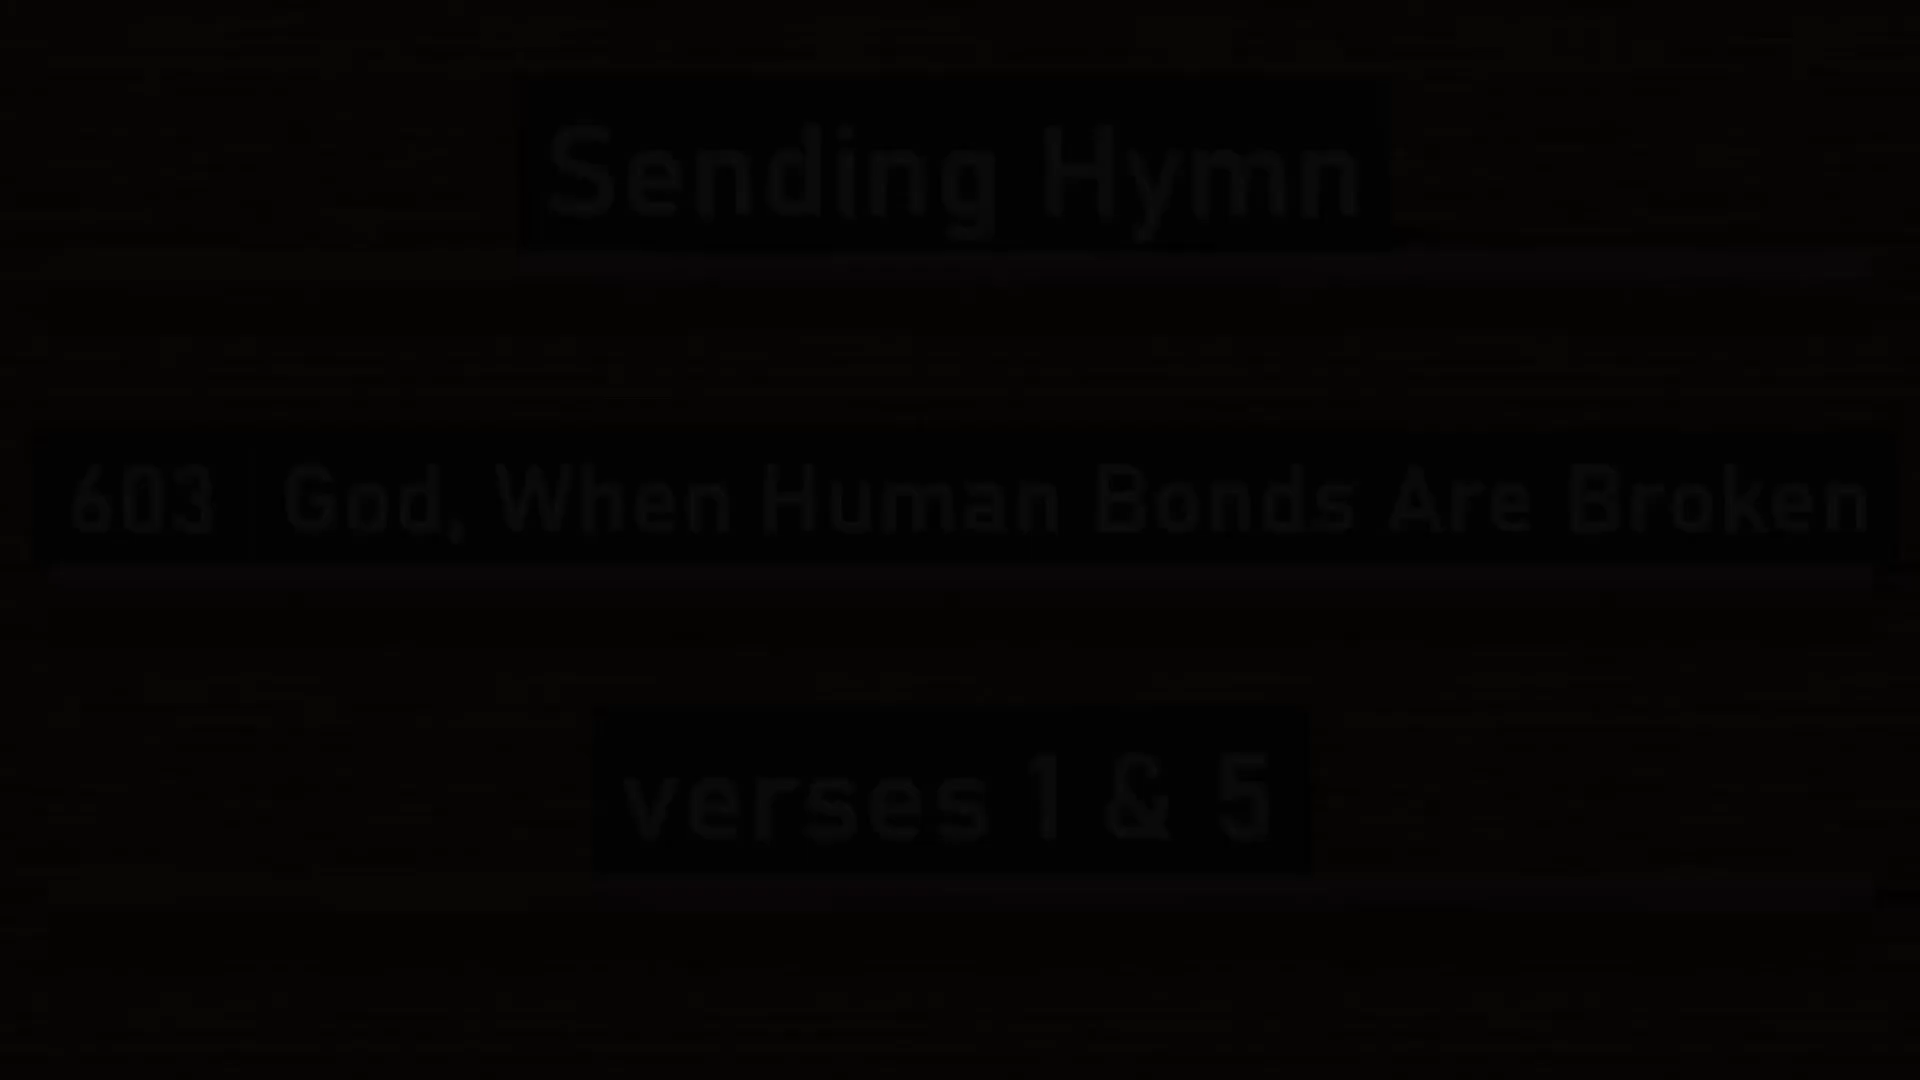 Sending Hymn
603 God, When Human Bonds Are Broken
verses 1 & 5